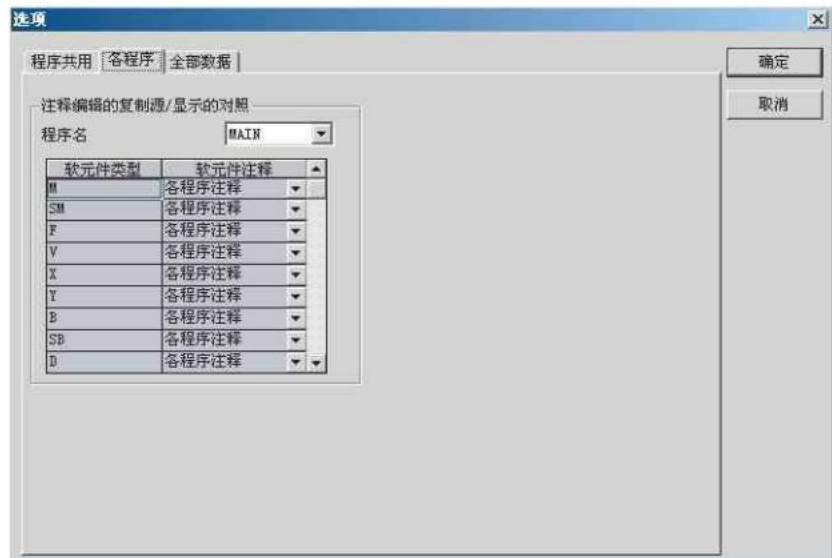 选项
程序共用 各程序 全部数据
确定
注释编辑的复制源/显示的对照
取消
程序名 MAIN
软元件类型 软元件注释
M 各程序注释
SM 各程序注释
F 各程序注释
V 各程序注释
X 各程序注释
Y 各程序注释
B 各程序注释
SB 各程序注释
D 各程序注释